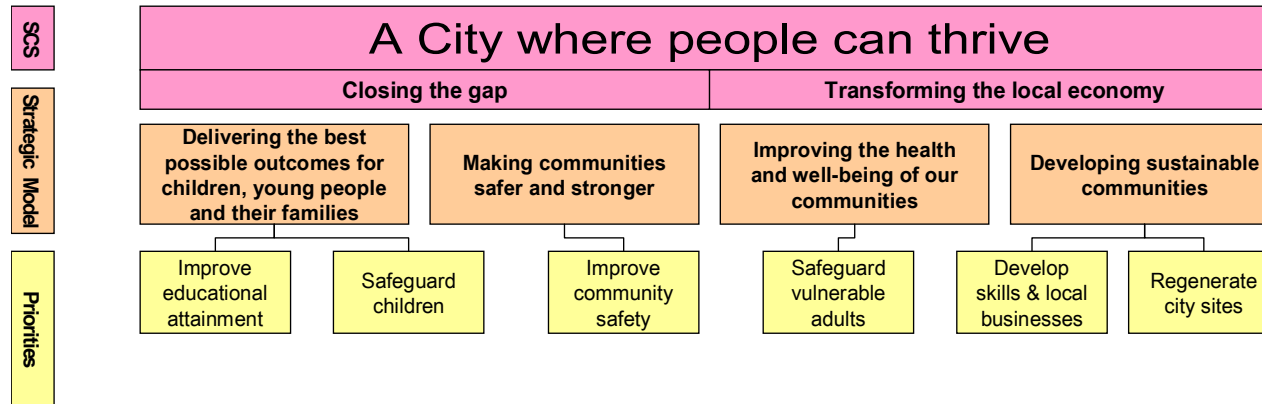 SCS
A City where people can thrive
Closing the gap
Transforming the local economy
Strategic Model
Delivering the best
possible outcomes for
children, young people
and their families
Making communities
safer and stronger
Improving the health
and well-being of our
communities
Developing sustainable
communities
Priorities
Improve
educational
attainment
Safeguard
children
Improve
community
safety
Safeguard
vulnerable
adults
Develop
skills & local
businesses
Regenerate
city sites